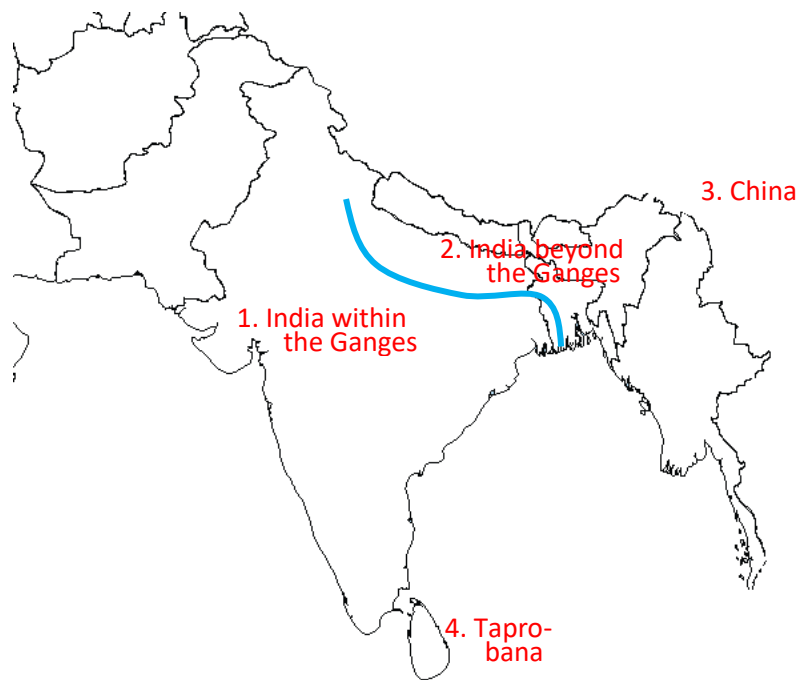 3. China
2. India beyond
the Ganges
1. India within
the Ganges
4. Tapro-
bana